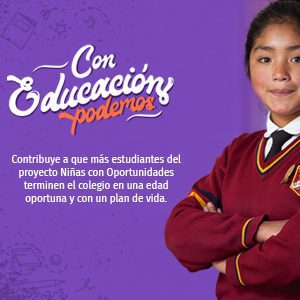 Con
Educación
podemos
Contribuye a que más estudiantes del
proyecto Niñas con Oportunidades
terminen el colegio en una edad
oportuna y con un plan de vida.